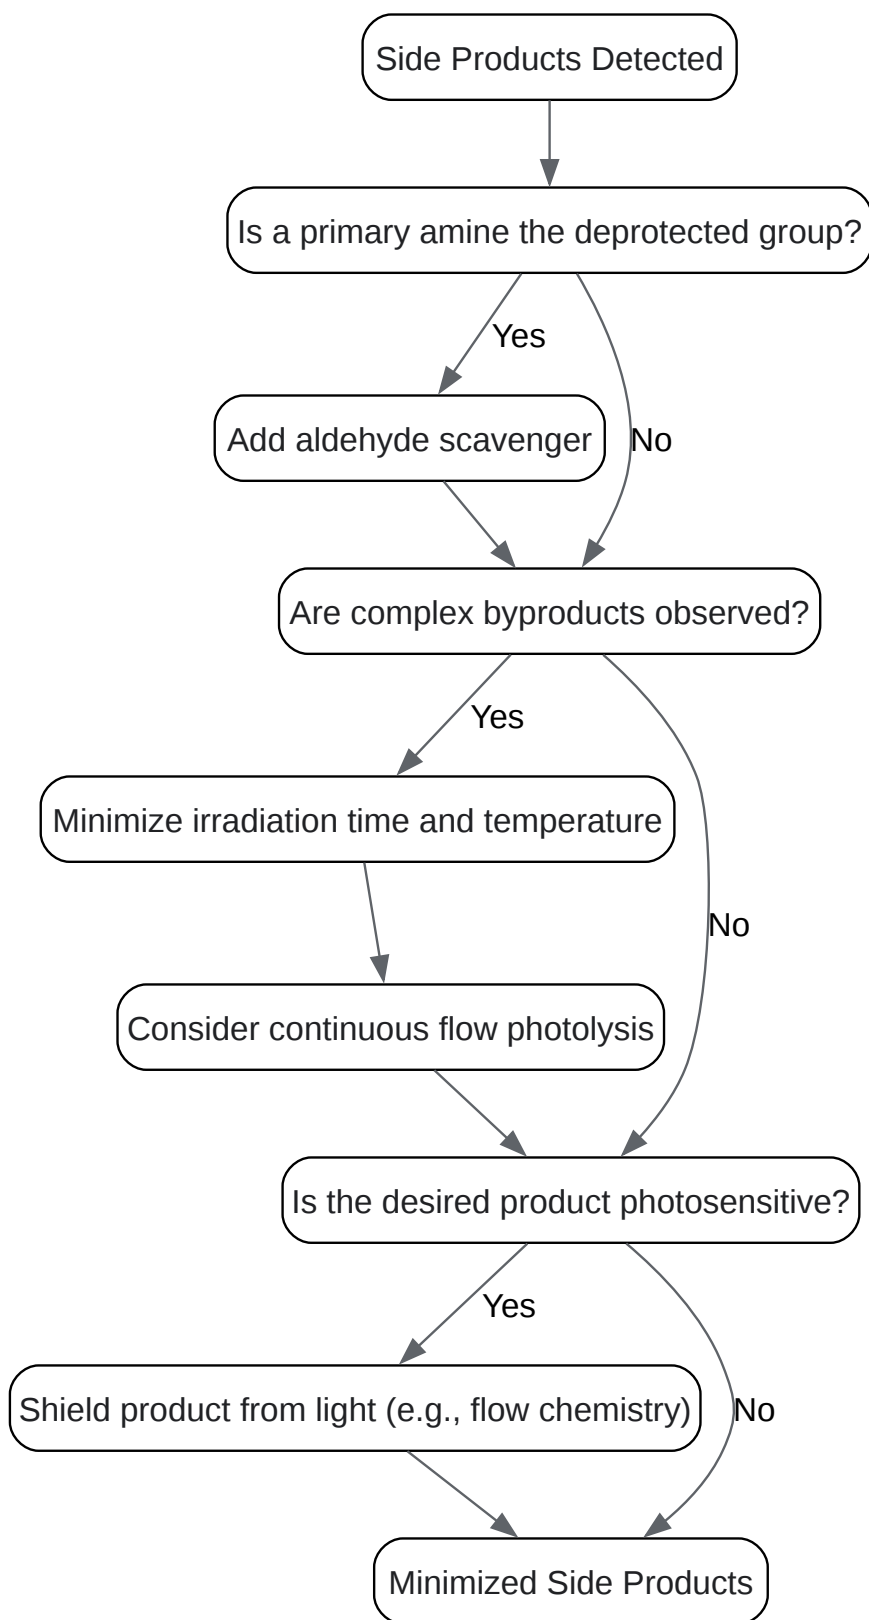 Side Products Detected
Is a primary amine the deprotected group?
Yes
Add aldehyde scavenger
No
Are complex byproducts observed?
Yes
Minimize irradiation time and temperature
No
Consider continuous flow photolysis
Is the desired product photosensitive?
Yes
Shield product from light (e.g., flow chemistry)
No
Minimized Side Products